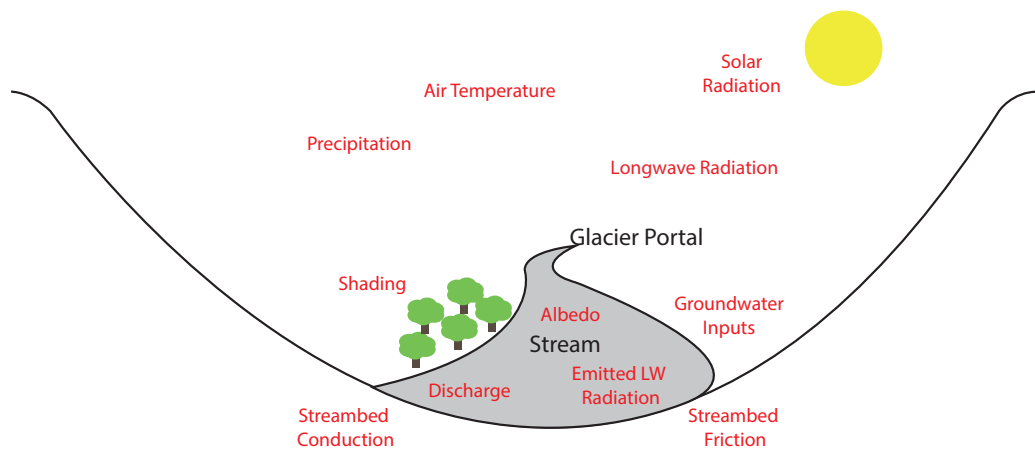 Solar
Radiation
Air Temperature
Precipitation
Longwave Radiation
Glacier Portal
Shading
Groundwater
Inputs
Albedo
Stream
Emitted LW
Radiation
Discharge
Streambed
Conduction
Streambed
Friction